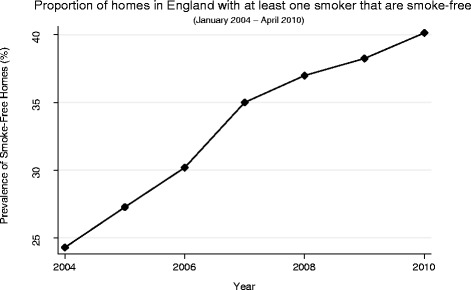 Proportion of homes in England with at least one smoker that are smoke-free
(January 2004 – April 2010)
Prevalence of Smoke-Free Homes (%)
40
35
30
25
2004
2006
2008
2010
Year